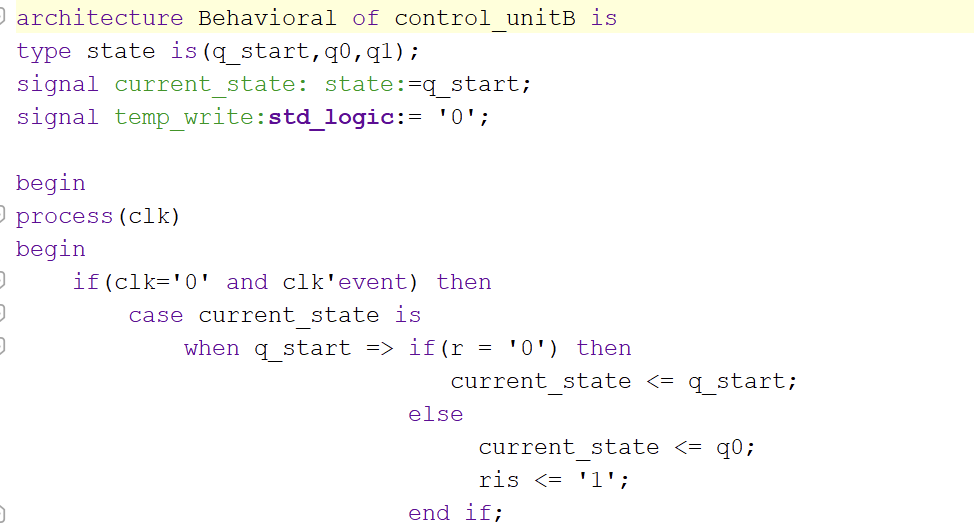 architecture Behavioral of control_unitB is
type state is(q_start,q0,q1);
signal current_state: state:=q_start;
signal temp_write:std_logic:= '0';
begin
process(clk)
begin
if(clk='0' and clk'event) then
case current_state is
when q_start => if(r = '0') then
current_state <= q_start;
else
current_state <= q0;
ris <= '1';
end if;